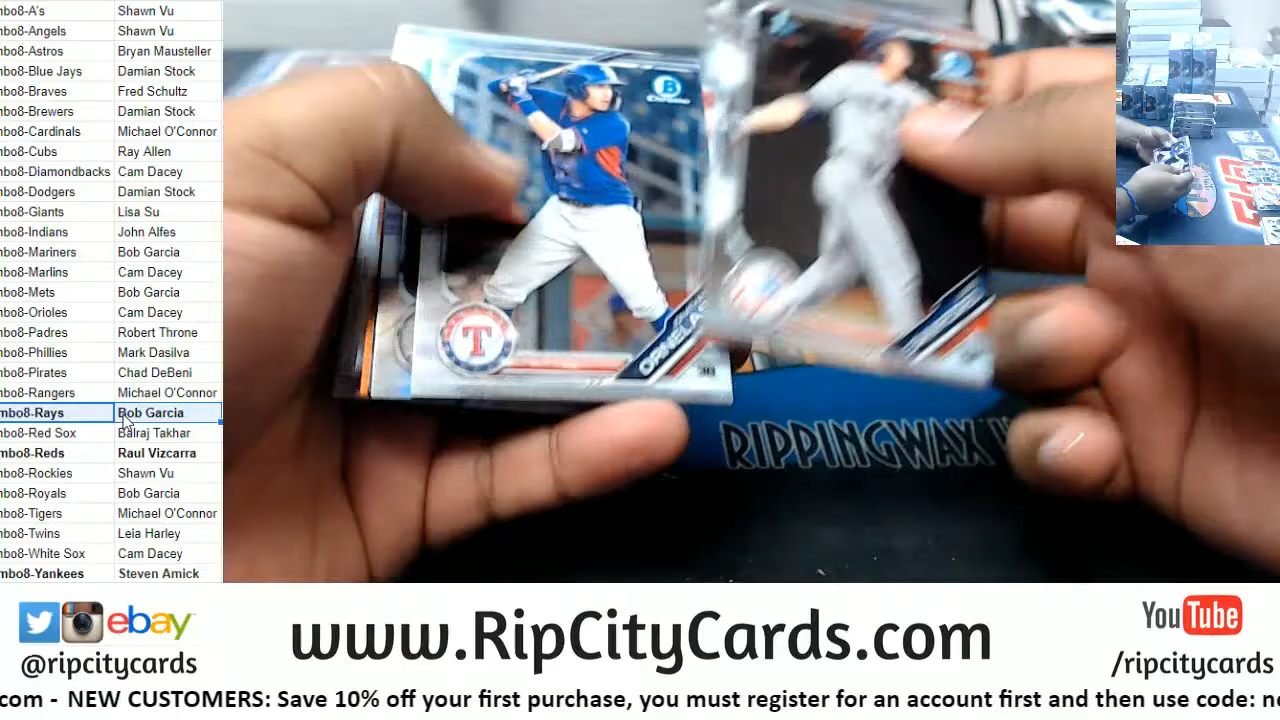 mbo8-A's Shawn Vu
mbo8-Angels Shawn Vu
mbo8-Astros Bryan Mausteller
mbo8-Blue Jays Damian Stock
mbo8-Braves Fred Schultz
mbo8-Brewers Damian Stock
mbo8-Cardinals Michael O'Connor
mbo8-Cubs Ray Allen
mbo8-Diamondbacks Cam Dacey
mbo8-Dodgers Damian Stock
mbo8-Giants Lisa Su
mbo8-Indians John Alfes
mbo8-Mariners Bob Garcia
mbo8-Marlins Cam Dacey
mbo8-Mets Bob Garcia
mbo8-Orioles Cam Dacey
mbo8-Padres Robert Throne
mbo8-Phillies Mark Dasilva
mbo8-Pirates Chad DeBeni
mbo8-Rangers Michael O'Connor
mbo8-Rays Bob Garcia
mbo8-Red Sox Balraj Takhar
mbo8-Reds Raul Vizcarra
mbo8-Rockies Shawn Vu
mbo8-Royals Bob Garcia
mbo8-Tigers Michael O'Connor
mbo8-Twins Leia Harley
mbo8-White Sox Cam Dacey
mbo8-Yankees Steven Amick
B
Chrome
T
ORNELAS
RIPPINGWAX
ebay
@ripcitycards
www.RipCityCards.com
YouTube
/ripcitycards
.com - NEW CUSTOMERS: Save 10% off your first purchase, you must register for an account first and then use code: